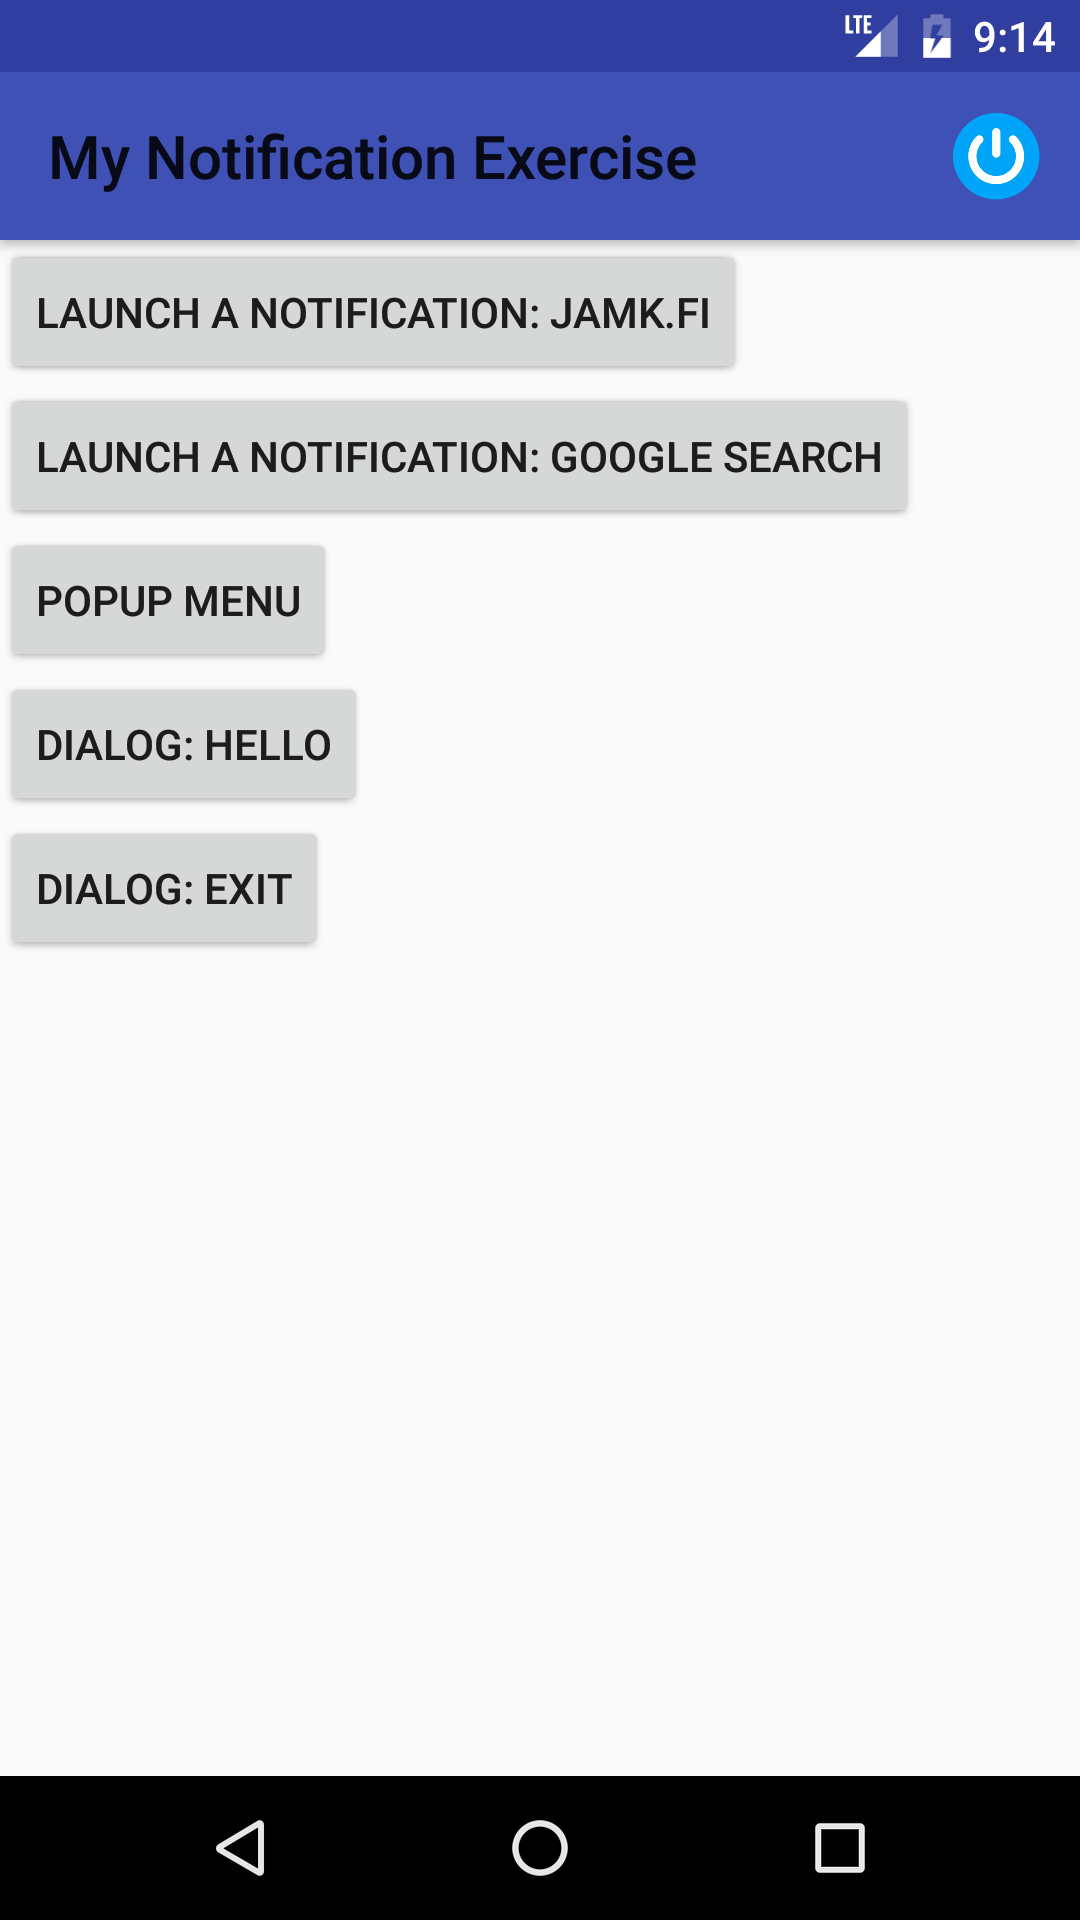 LTE 9:14
My Notification Exercise
LAUNCH A NOTIFICATION: JAMK.FI
LAUNCH A NOTIFICATION: GOOGLE SEARCH
POPUP MENU
DIALOG: HELLO
DIALOG: EXIT